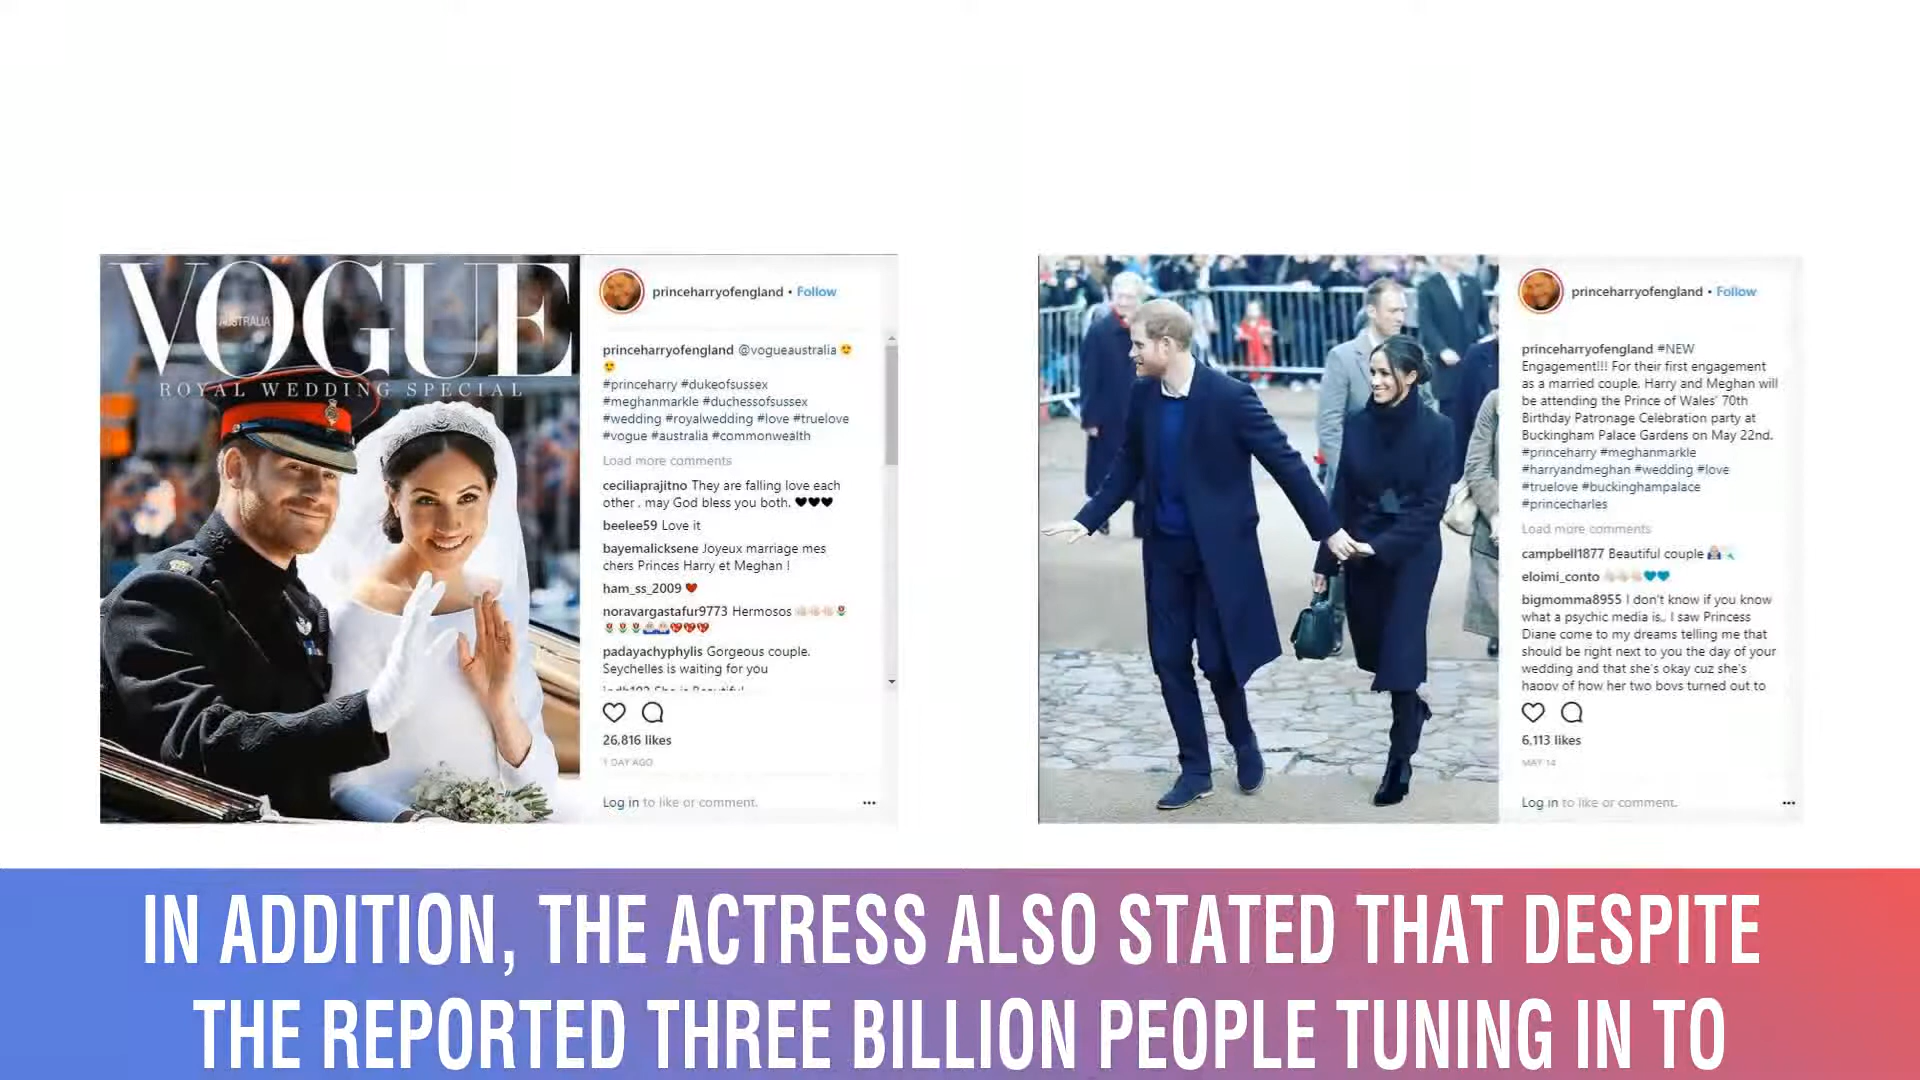 VOGUE
AUSTRALIA
ROYAL WEDDING SPECIAL
princeharryofengland • Follow
princeharryofengland @vogueaustralia 😍
😍
#princeharry #dukeofsussex
#meghanmarkle #duchessofsussex
#wedding #royalwedding #love #truelove
#vogue #australia #commonwealth
Load more comments
ceciliaprajitno They are falling love each
other . may God bless you both. 🖤🖤🖤
beelee59 Love it
bayemalicksene Joyeux marriage mes
chers Princes Harry et Meghan !
ham_ss_2009 ❤
noravargastafur9773 Hermosos
padayachyphylis Gorgeous couple.
Seychelles is waiting for you
26,816 likes
1 DAY AGO
Log in to like or comment.
princeharryofengland • Follow
princeharryofengland #NEW
Engagement!!! For their first engagement
as a married couple, Harry and Meghan will
be attending the Prince of Wales' 70th
Birthday Patronage Celebration party at
Buckingham Palace Gardens on May 22nd.
#princeharry #meghanmarkle
#harryandmeghan #wedding #love
#truelove #buckinghampalace
#princecharles
Load more comments
campbell1877 Beautiful couple
eloimi_conto
bigmomma8955 I don't know if you know
what a psychic media is.. I saw Princess
Diane come to my dreams telling me that
should be right next to you the day of your
wedding and that she's okay cuz she's
happy of how her two boys turned out to
6,113 likes
MAY 14
Log in to like or comment.
IN ADDITION, THE ACTRESS ALSO STATED THAT DESPITE
THE REPORTED THREE BILLION PEOPLE TUNING IN TO